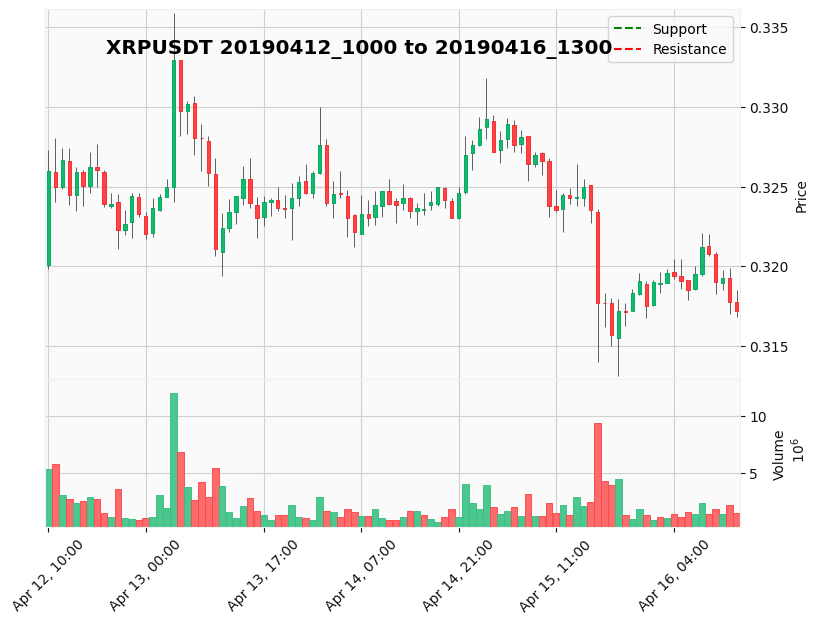 XRPUSDT 20190412_1000 to 20190416_1300
Support
Resistance
0.335
0.330
0.325
0.320
0.315
Price
10
5
Volume
10^6
Apr 12, 10:00
Apr 13, 00:00
Apr 13, 17:00
Apr 14, 07:00
Apr 14, 21:00
Apr 15, 11:00
Apr 16, 04:00